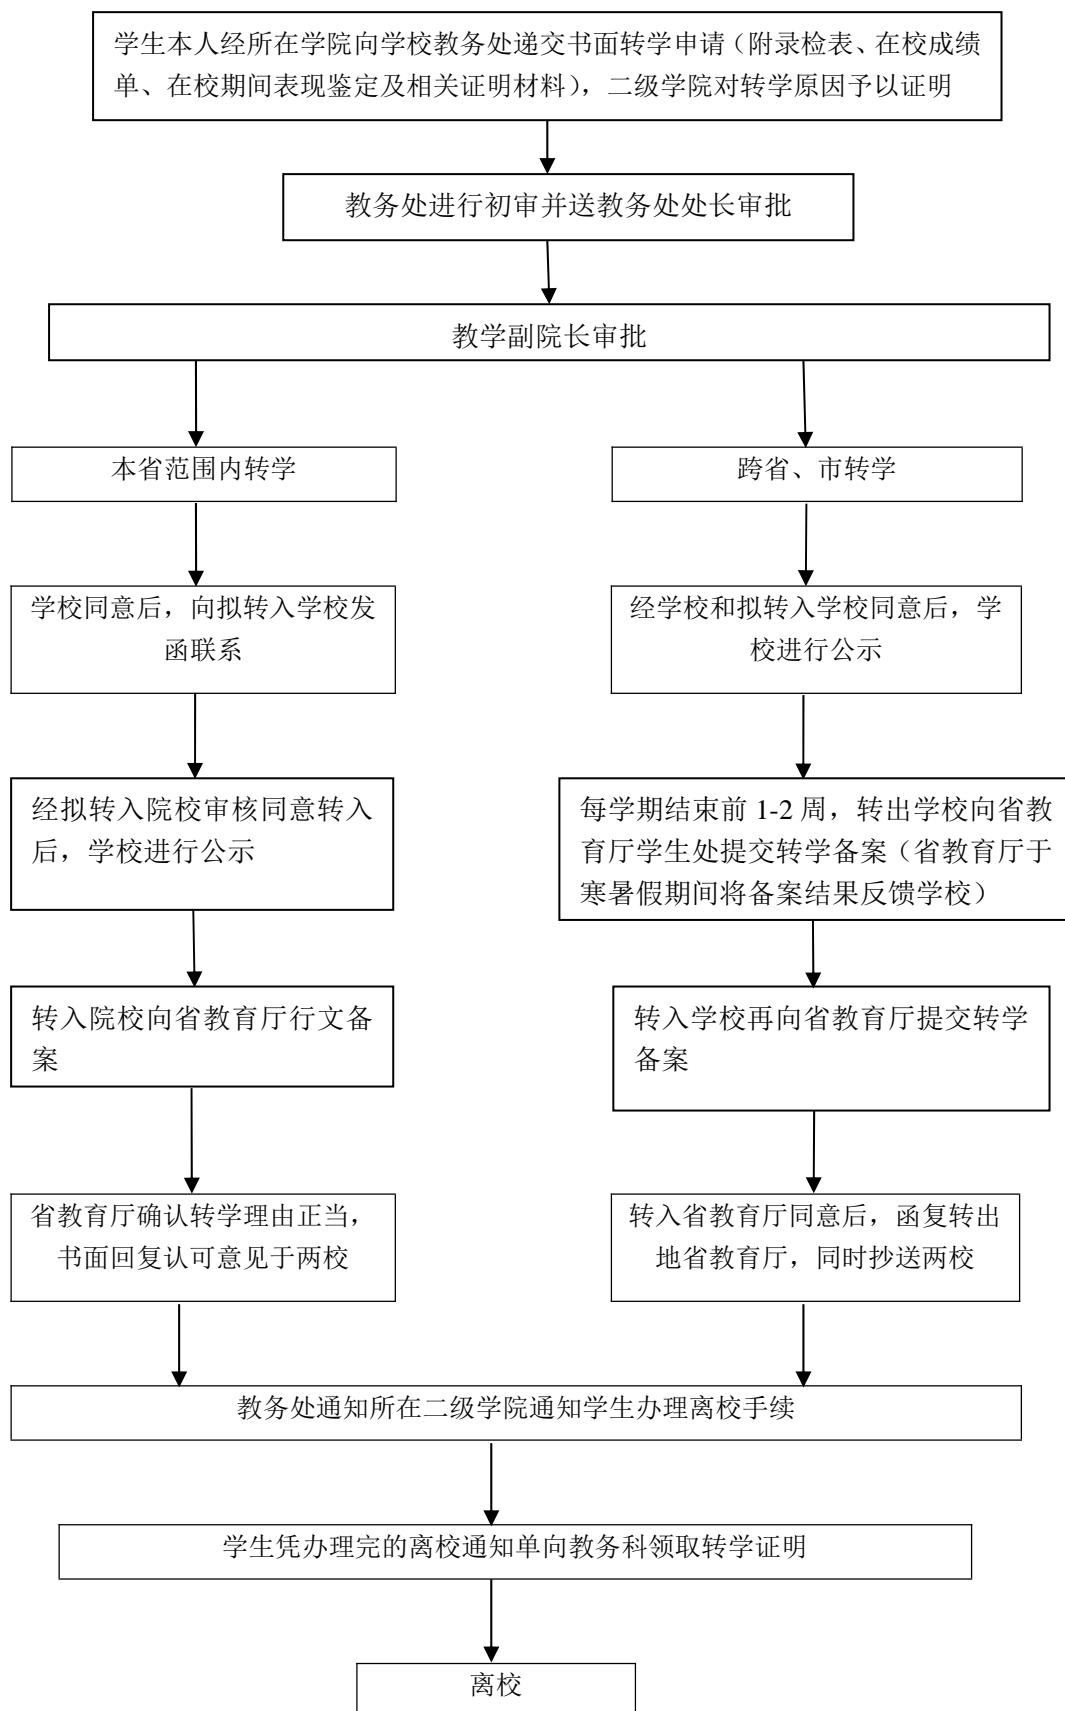 学生本人经所在学院向学校教务处递交书面转学申请（附录检表、在校成绩
单、在校期间表现鉴定及相关证明材料），二级学院对转学原因予以证明
教务处进行初审并送教务处处长审批
教学副院长审批
本省范围内转学
跨省、市转学
学校同意后，向拟转入学校发
函联系
经学校和拟转入学校同意后，学
校进行公示
经拟转入院校审核同意转入
后，学校进行公示
每学期结束前 1-2 周，转出学校向省教
育厅学生处提交转学备案（省教育厅于
寒暑假期间将备案结果反馈学校）
转入院校向省教育厅行文备
案
转入学校再向省教育厅提交转学
备案
省教育厅确认转学理由正当，
书面回复认可意见于两校
转入省教育厅同意后，函复转出
地省教育厅，同时抄送两校
教务处通知所在二级学院通知学生办理离校手续
学生凭办理完的离校通知单向教务科领取转学证明
离校